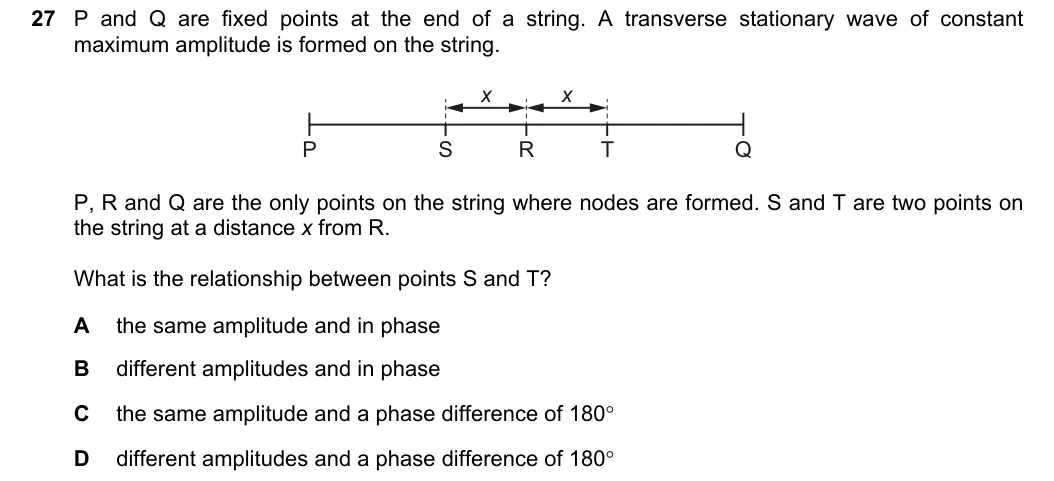 27 P and Q are fixed points at the end of a string. A transverse stationary wave of constant
maximum amplitude is formed on the string.
x x
P S R T Q
P, R and Q are the only points on the string where nodes are formed. S and T are two points on
the string at a distance x from R.
What is the relationship between points S and T?
A the same amplitude and in phase
B different amplitudes and in phase
C the same amplitude and a phase difference of 180°
D different amplitudes and a phase difference of 180°